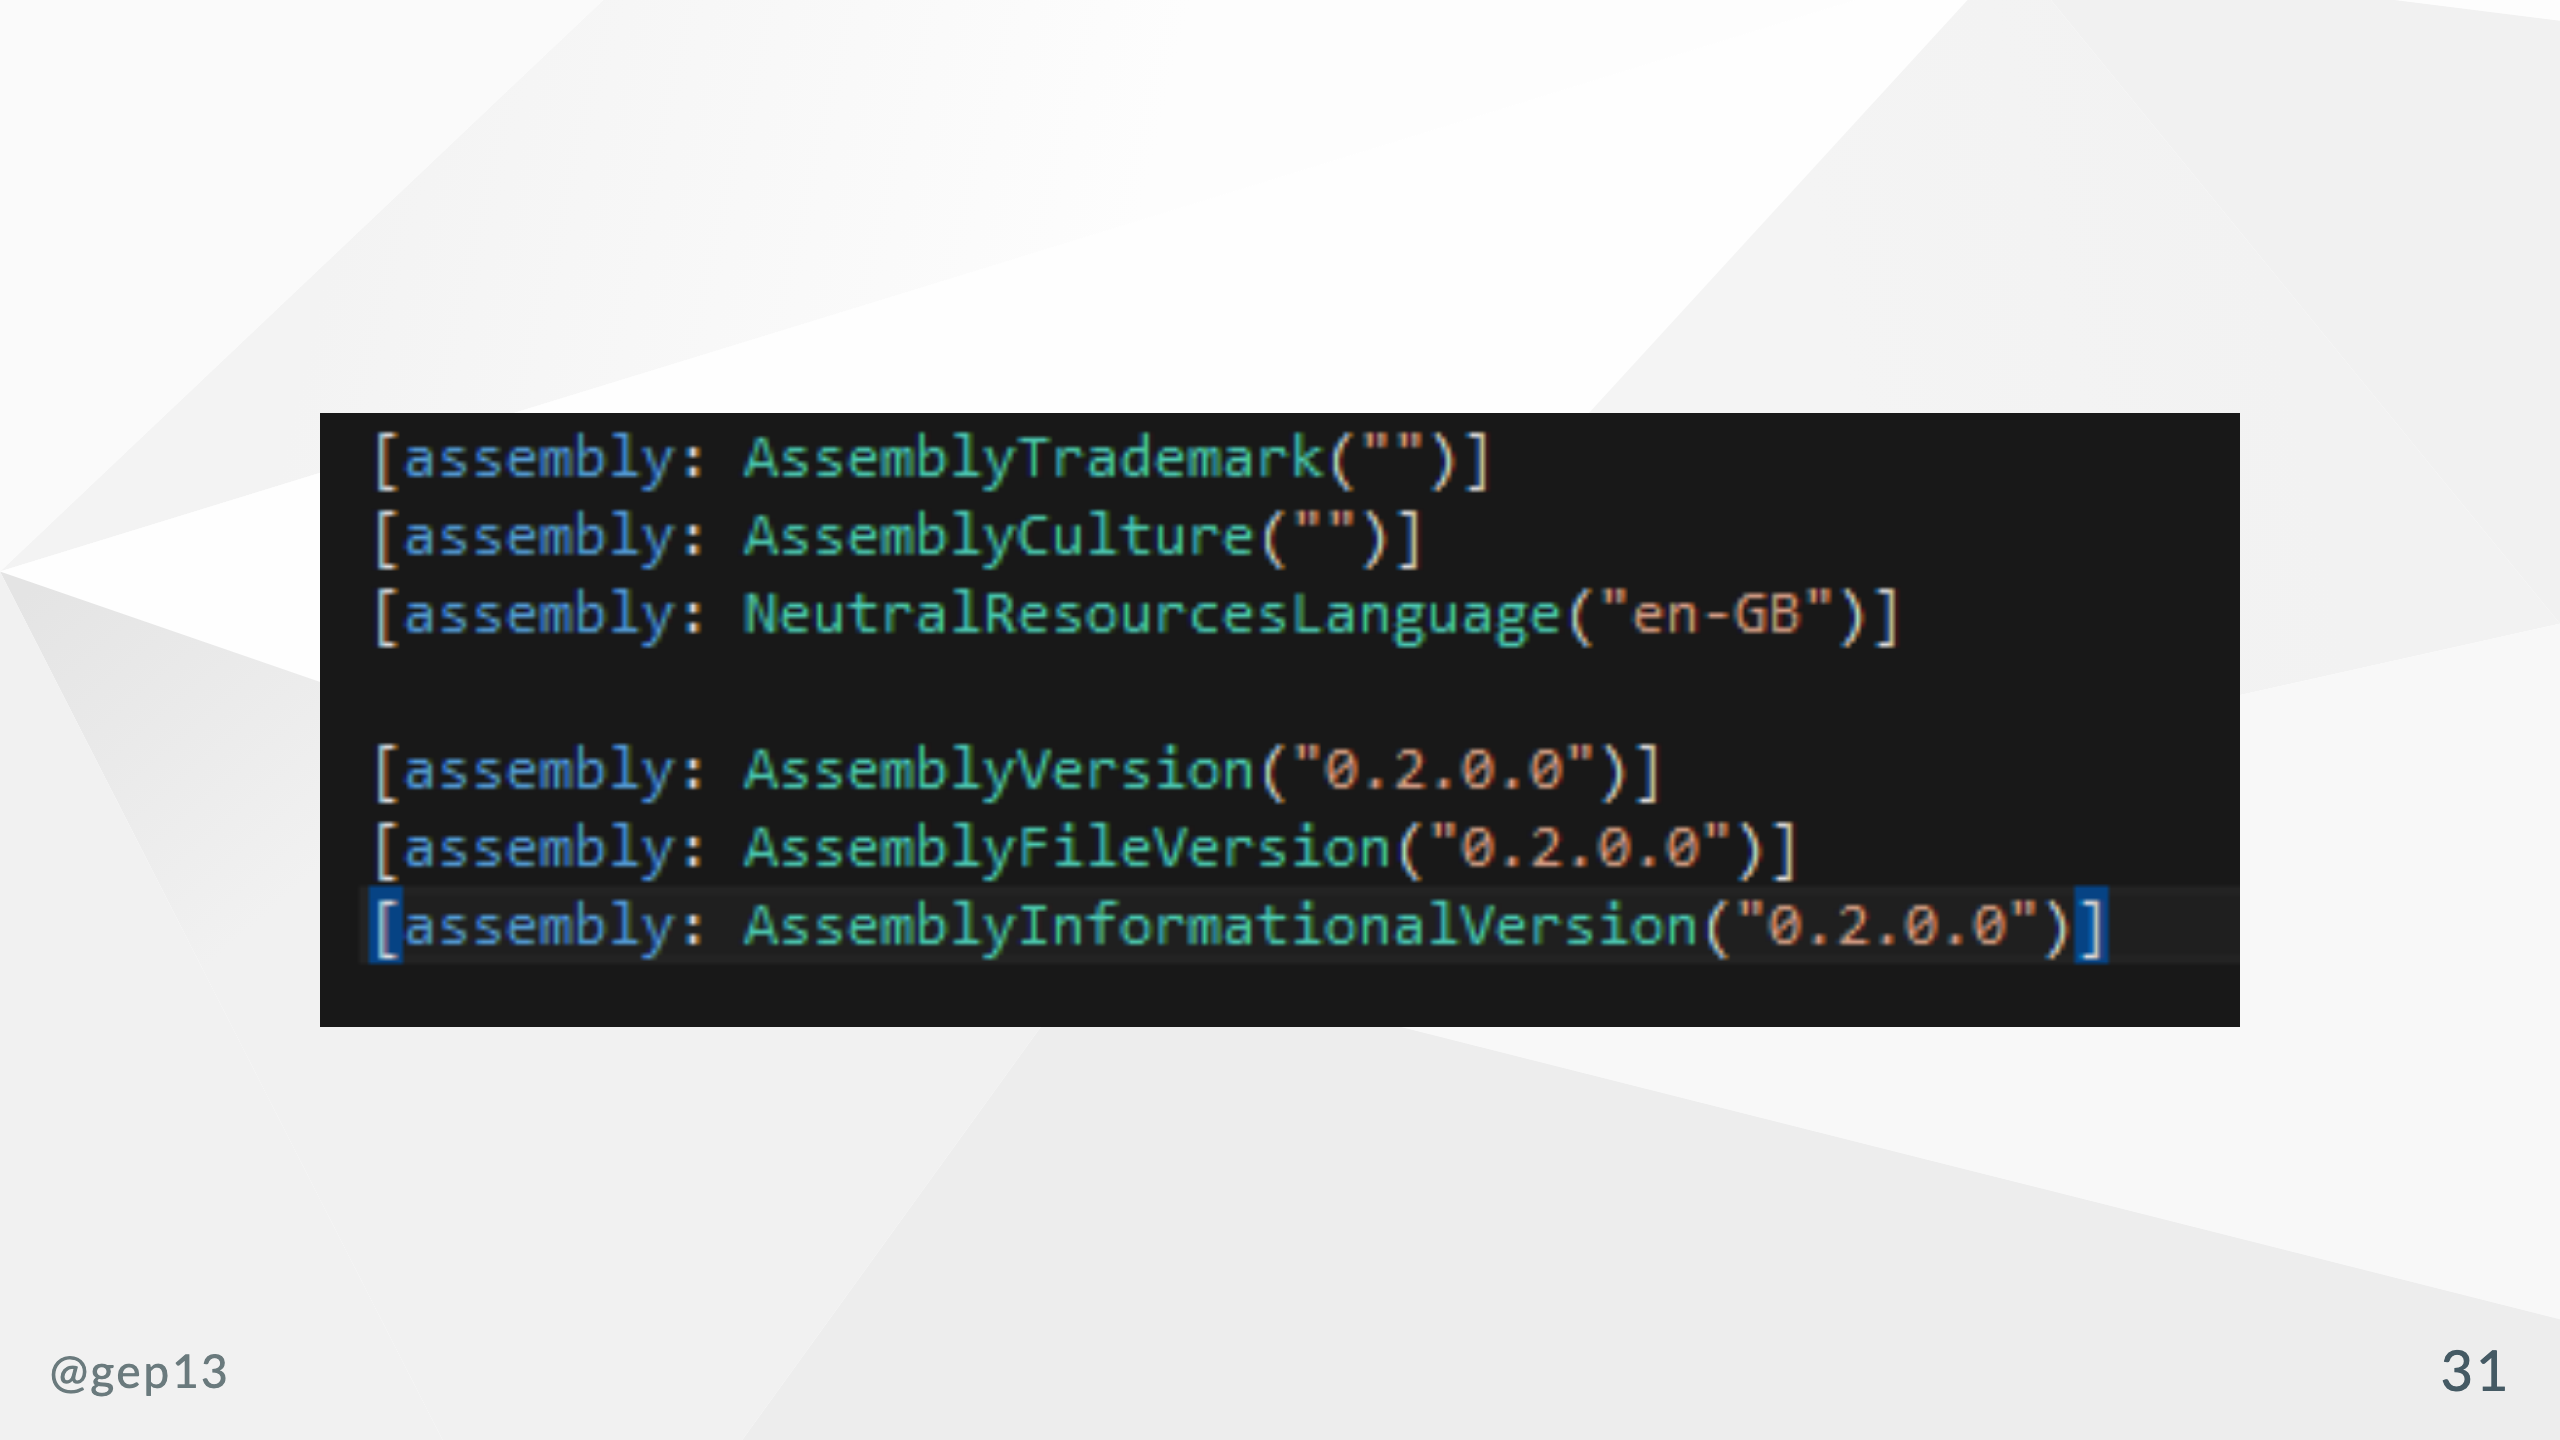 [assembly: AssemblyTrademark("")]
[assembly: AssemblyCulture("")]
[assembly: NeutralResourcesLanguage("en-GB")]
[assembly: AssemblyVersion("0.2.0.0")]
[assembly: AssemblyFileVersion("0.2.0.0")]
[assembly: AssemblyInformationalVersion("0.2.0.0")]
@gep13
31